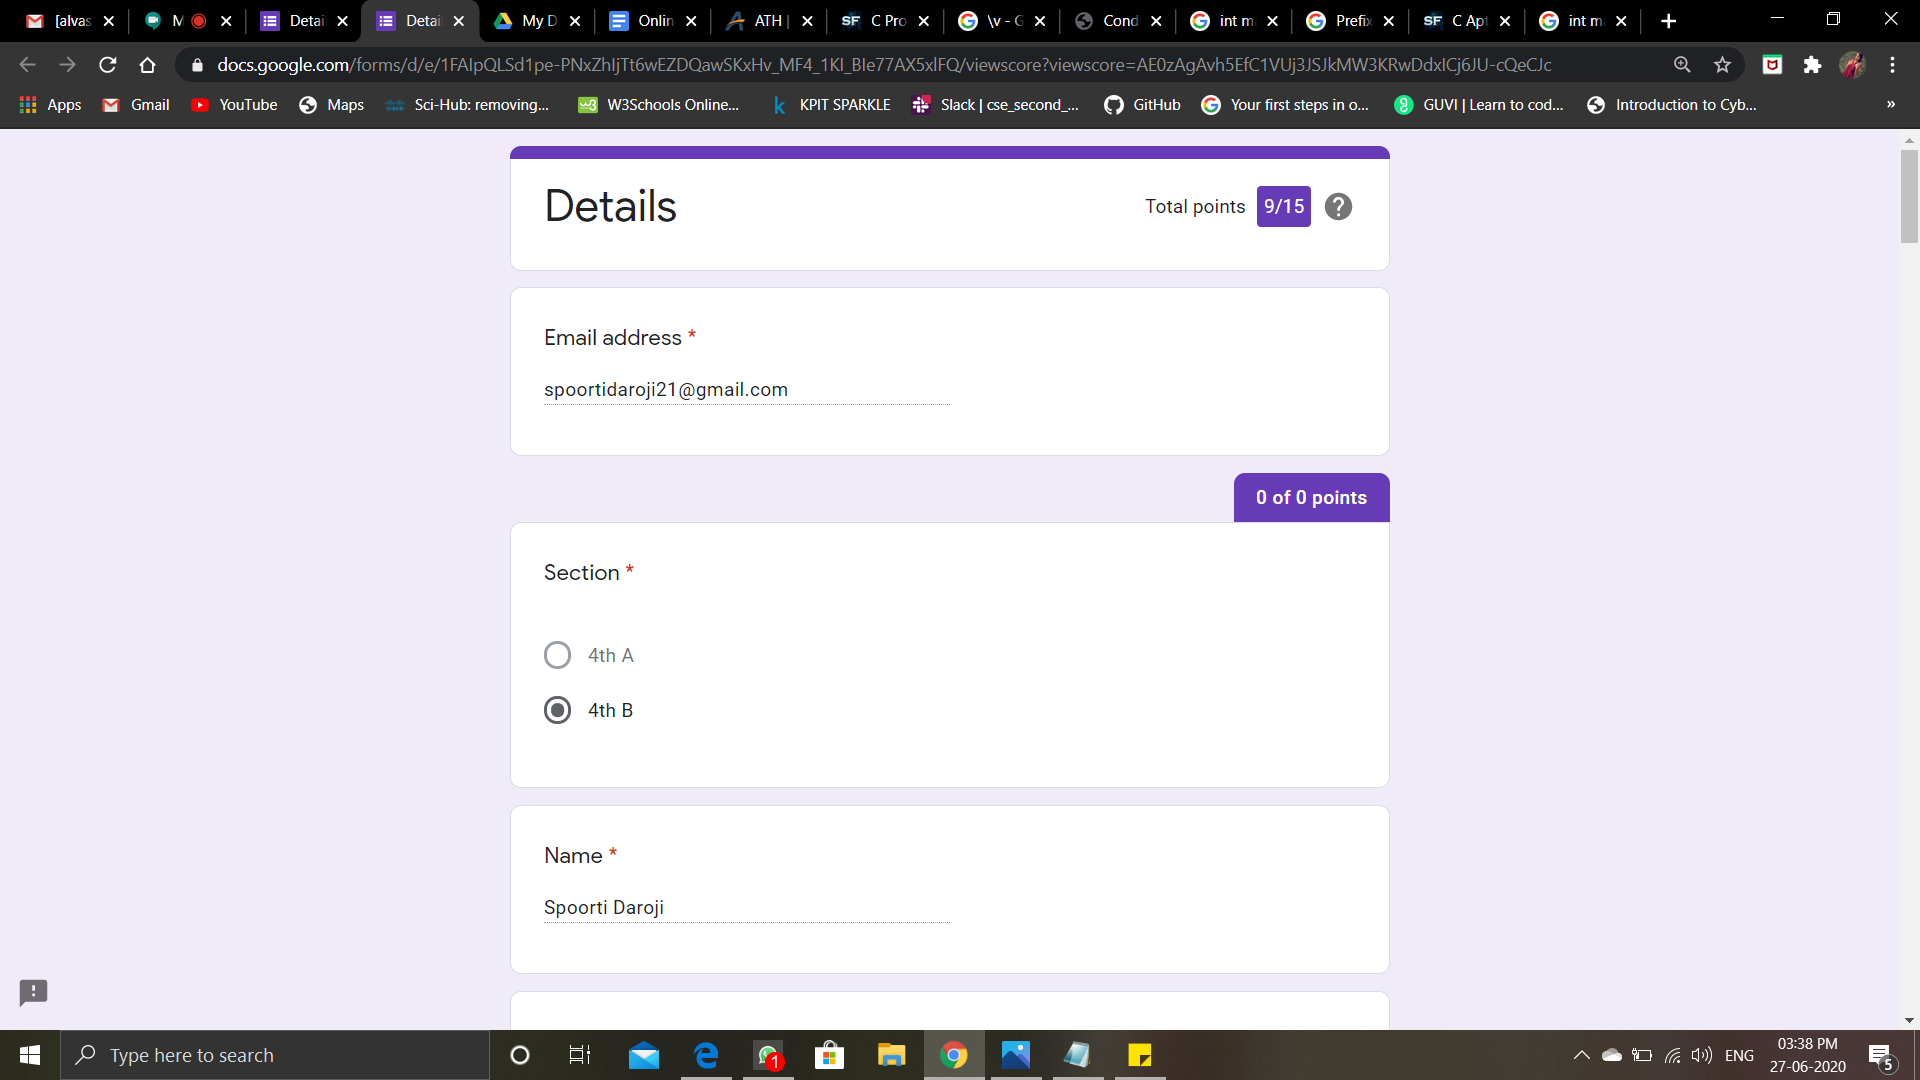 [alvas
M
Detai
Detai
My D
Onlin
ATH |
C Pro
\v - G
Cond
int m
Prefix
C Apt
int m
docs.google.com/forms/d/e/1FAIpQLSd1pe-PNxZhIjTt6wEZDQawSKxHv_MF4_1KI_BIe77AX5xlFQ/viewscore?viewscore=AE0zAgAvh5EfC1VUj3JSJkMW3KRwDdxICj6JU-cQeCJc
Apps
Gmail
YouTube
Maps
Sci-Hub: removing...
W3Schools Online...
KPIT SPARKLE
Slack | cse_second_...
GitHub
Your first steps in o...
GUVI | Learn to cod...
Introduction to Cyb...
»
Details
Total points 9/15
Email address *
spoortidaroji21@gmail.com
0 of 0 points
Section *
4th A
4th B
Name *
Spoorti Daroji
Type here to search
1
ENG
03:38 PM
27-06-2020
5